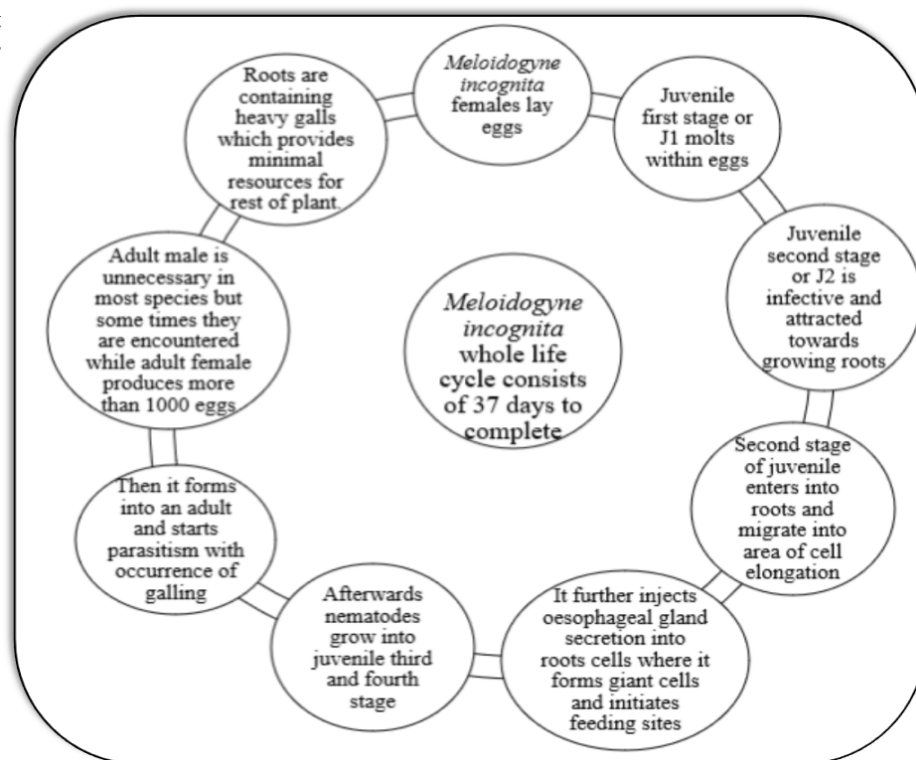 Meloidogyne
incognita
females lay
eggs
Juvenile
first stage or
J1 molts
within eggs
Juvenile
second stage
or J2 is
infective and
attracted
towards
growing roots
Second stage
of juvenile
enters into
roots and
migrate into
area of cell
elongation
It further injects
oesophageal gland
secretion into
roots cells where it
forms giant cells
and initiates
feeding sites
Afterwards
nematodes
grow into
juvenile third
and fourth
stage
Then it forms
into an adult
and starts
parasitism with
occurrence of
galling
Adult male is
unnecessary in
most species but
some times they
are encountered
while adult female
produces more
than 1000 eggs
Roots are
containing
heavy galls
which provides
minimal
resources for
rest of plant.
Meloidogyne
incognita
whole life
cycle consists
of 37 days to
complete